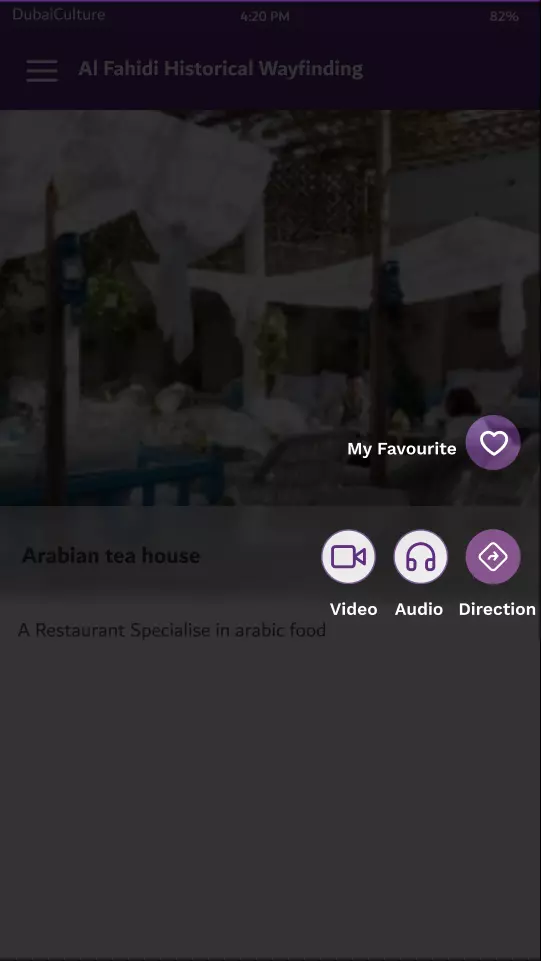 DubaiCulture 4:20 PM 82%
Al Fahidi Historical Wayfinding
My Favourite
Arabian tea house
Video Audio Direction
A Restaurant Specialise in arabic food